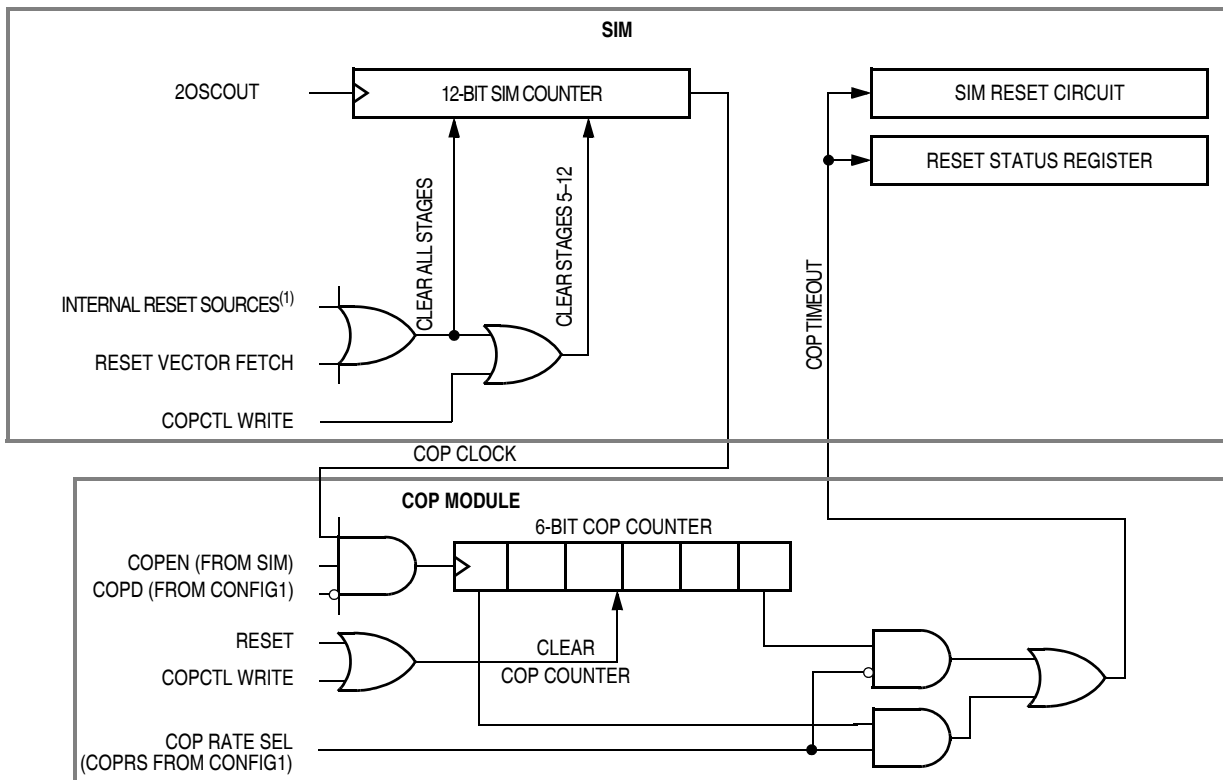 SIM
2OSCOUT
12-BIT SIM COUNTER
SIM RESET CIRCUIT
RESET STATUS REGISTER
CLEAR ALL STAGES
CLEAR STAGES 5–12
COP TIMEOUT
INTERNAL RESET SOURCES(1)
RESET VECTOR FETCH
COPCTL WRITE
COP CLOCK
COP MODULE
6-BIT COP COUNTER
COPEN (FROM SIM)
COPD (FROM CONFIG1)
RESET
CLEAR
COPCTL WRITE
COP COUNTER
COP RATE SEL
(COPRS FROM CONFIG1)